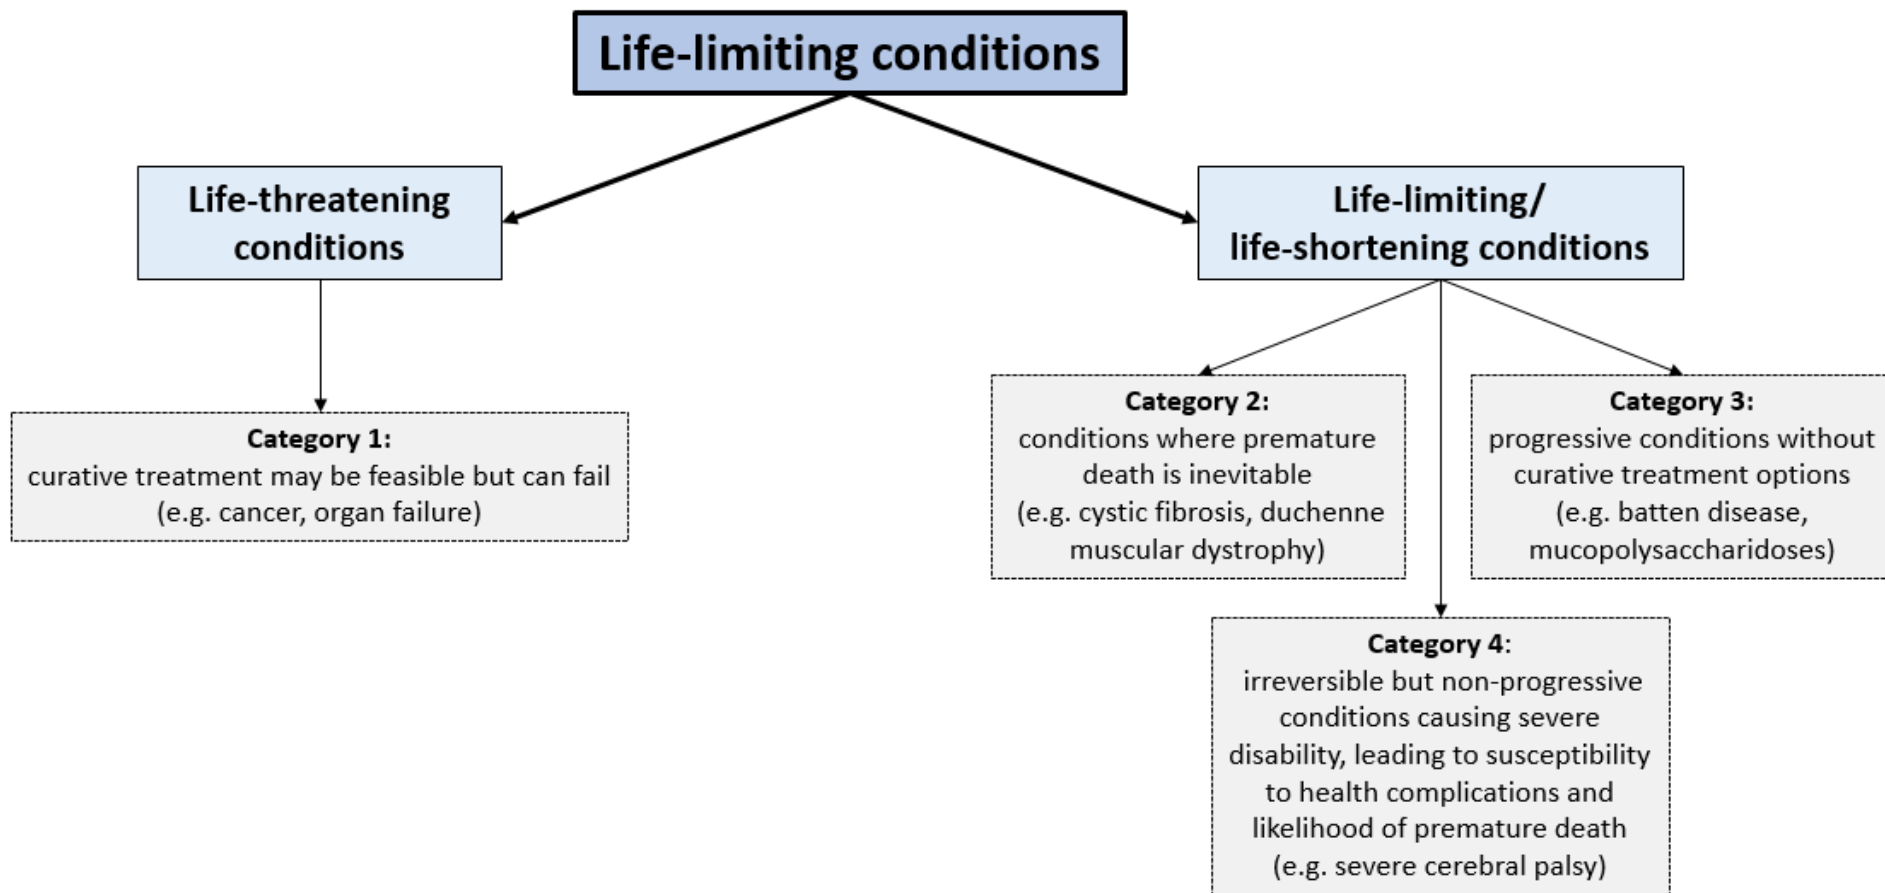 Life-limiting conditions
Life-threatening
conditions
Life-limiting/
life-shortening conditions
Category 1:
curative treatment may be feasible but can fail
(e.g. cancer, organ failure)
Category 2:
conditions where premature
death is inevitable
(e.g. cystic fibrosis, duchenne
muscular dystrophy)
Category 3:
progressive conditions without
curative treatment options
(e.g. batten disease,
mucopolysaccharidoses)
Category 4:
irreversible but non-progressive
conditions causing severe
disability, leading to susceptibility
to health complications and
likelihood of premature death
(e.g. severe cerebral palsy)